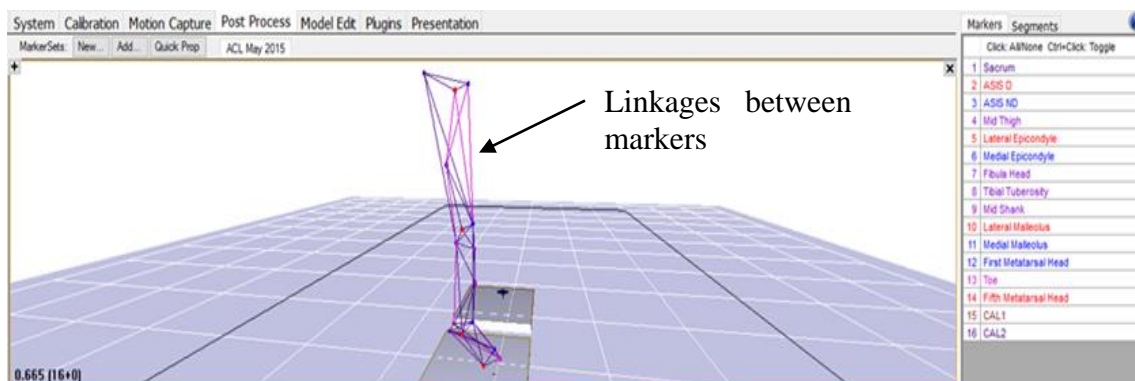 System Calibration Motion Capture Post Process Model Edit Plugins Presentation
MarkerSets: New... Add... Quick Prop ACL May 2015
Linkages between
markers
0.665 (16+0)
Markers Segments
Click: All/None Ctrl+Click: Toggle
1 Sacrum
2 ASIS D
3 ASIS ND
4 Mid Thigh
5 Lateral Epicondyle
6 Medial Epicondyle
7 Fibula Head
8 Tibial Tuberosity
9 Mid Shank
10 Lateral Malleolus
11 Medial Malleolus
12 First Metatarsal Head
13 Toe
14 Fifth Metatarsal Head
15 CAL1
16 CAL2